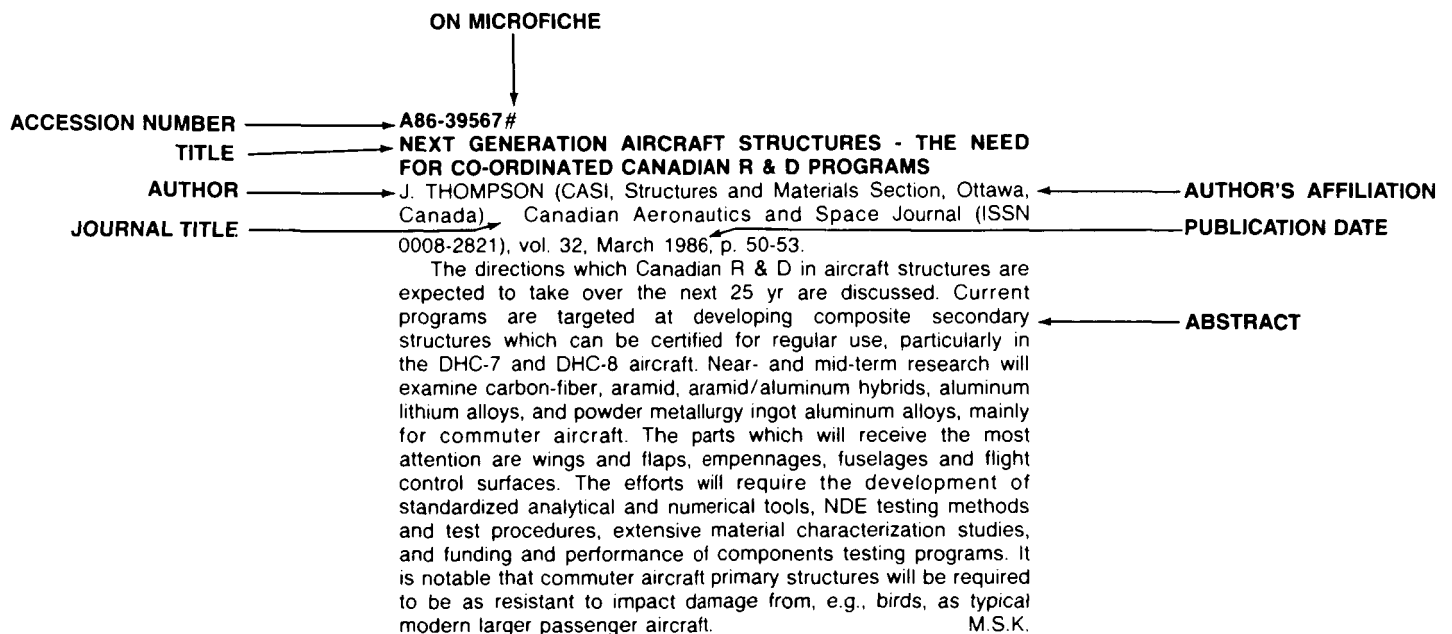 ON MICROFICHE
ACCESSION NUMBER
A86-39567#
TITLE
NEXT GENERATION AIRCRAFT STRUCTURES - THE NEED
FOR CO-ORDINATED CANADIAN R & D PROGRAMS
AUTHOR
J. THOMPSON (CASI, Structures and Materials Section, Ottawa,
AUTHOR'S AFFILIATION
Canada) Canadian Aeronautics and Space Journal (ISSN
JOURNAL TITLE
PUBLICATION DATE
0008-2821), vol. 32, March 1986, p. 50-53.
The directions which Canadian R & D in aircraft structures are
expected to take over the next 25 yr are discussed. Current
programs are targeted at developing composite secondary
ABSTRACT
structures which can be certified for regular use, particularly in
the DHC-7 and DHC-8 aircraft. Near- and mid-term research will
examine carbon-fiber, aramid, aramid/aluminum hybrids, aluminum
lithium alloys, and powder metallurgy ingot aluminum alloys, mainly
for commuter aircraft. The parts which will receive the most
attention are wings and flaps, empennages, fuselages and flight
control surfaces. The efforts will require the development of
standardized analytical and numerical tools, NDE testing methods
and test procedures, extensive material characterization studies,
and funding and performance of components testing programs. It
is notable that commuter aircraft primary structures will be required
to be as resistant to impact damage from, e.g., birds, as typical
modern larger passenger aircraft. M.S.K.